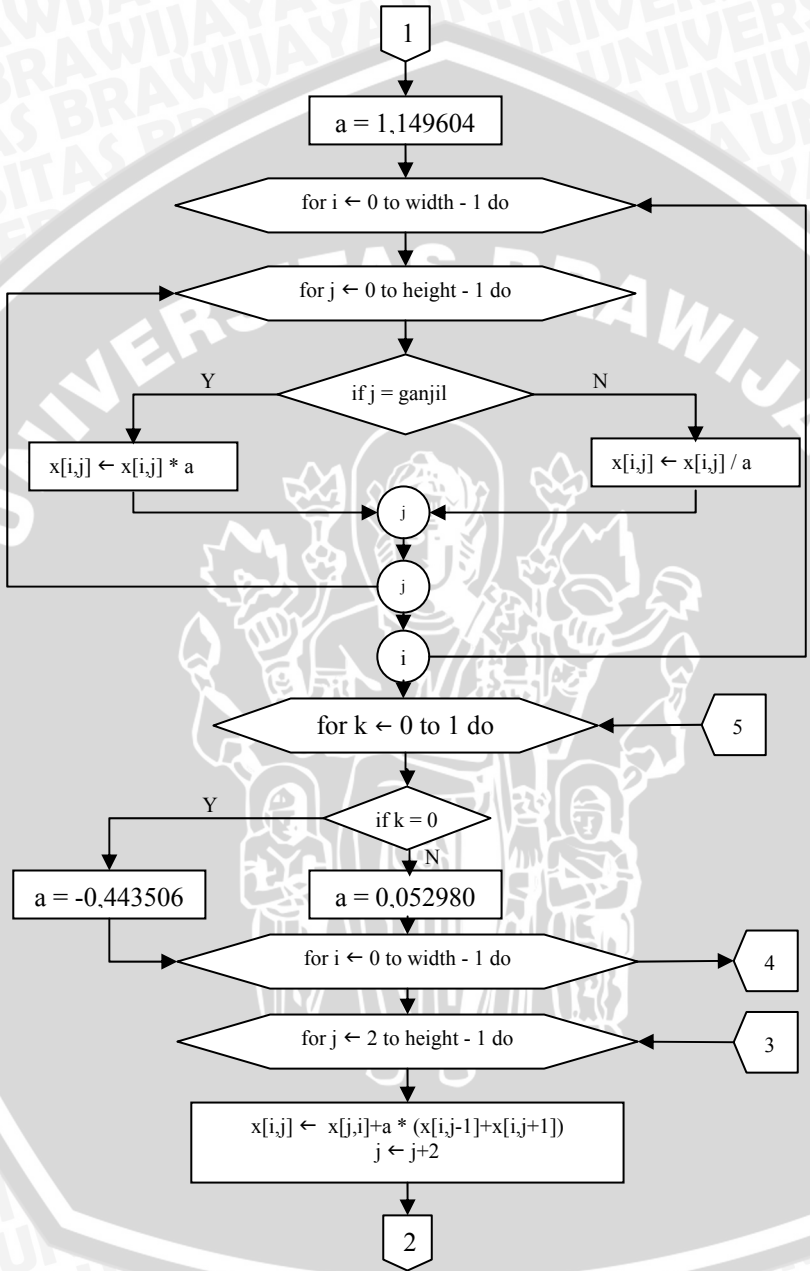 1
a = 1,149604
for i ← 0 to width - 1 do
for j ← 0 to height - 1 do
if j = ganjil
Y
N
x[i,j] ← x[i,j] * a
x[i,j] ← x[i,j] / a
j
j
i
for k ← 0 to 1 do
5
if k = 0
Y
N
a = -0,443506
a = 0,052980
for i ← 0 to width - 1 do
4
for j ← 2 to height - 1 do
3
x[i,j] ← x[j,i]+a * (x[i,j-1]+x[i,j+1])
j ← j+2
2
UNIVERSITAS BRAWIJAYA